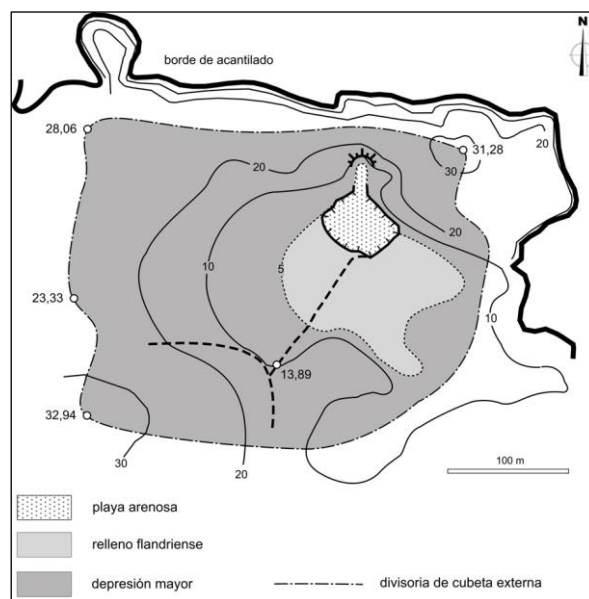 N
borde de acantilado
28,06
31,28
20
20
30
20
10
5
10
23,33
13,89
32,94
30
20
100 m
playa arenosa
relleno flandriense
depresión mayor
divisoria de cubeta externa